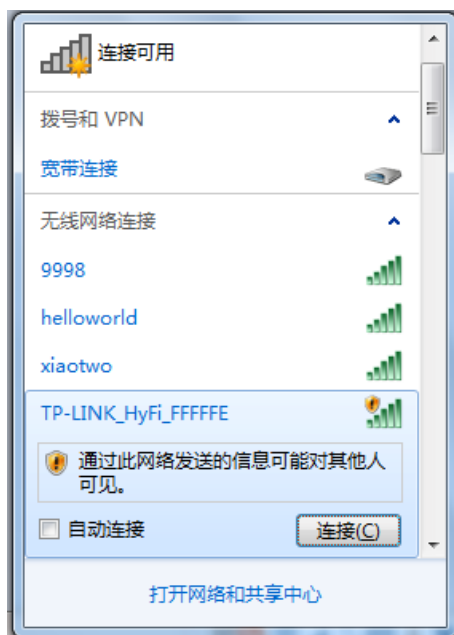 连接可用
拨号和 VPN
宽带连接
无线网络连接
9998
helloworld
xiaotwo
TP-LINK_HyFi_FFFFFE
通过此网络发送的信息可能对其他人
可见。
自动连接
连接(C)
打开网络和共享中心